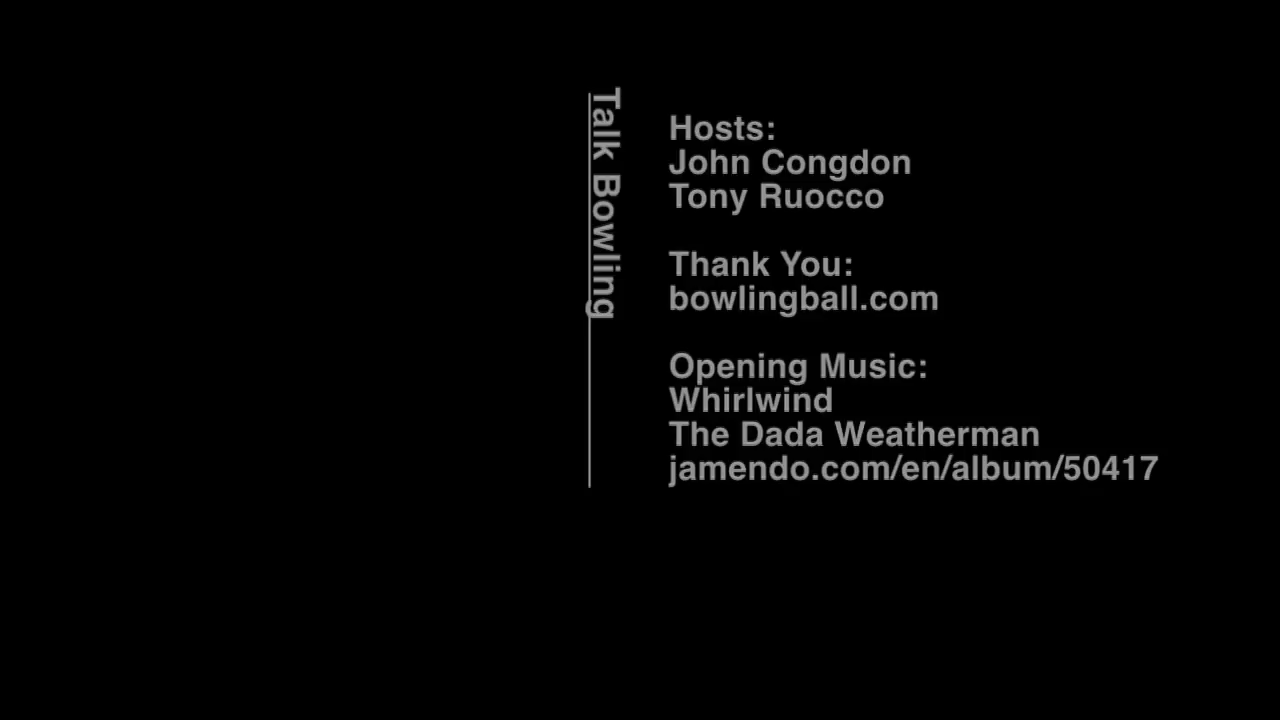 Talk Bowling
Hosts:
John Congdon
Tony Ruocco
Thank You:
bowlingball.com
Opening Music:
Whirlwind
The Dada Weatherman
jamendo.com/en/album/50417